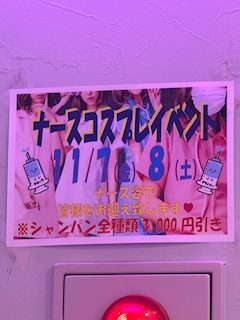 ナースコスプレイベント
11/7(金) 8(土)
ナース姿で
皆様をお迎え致します♥
※シャンパン全種類 3,000円引き